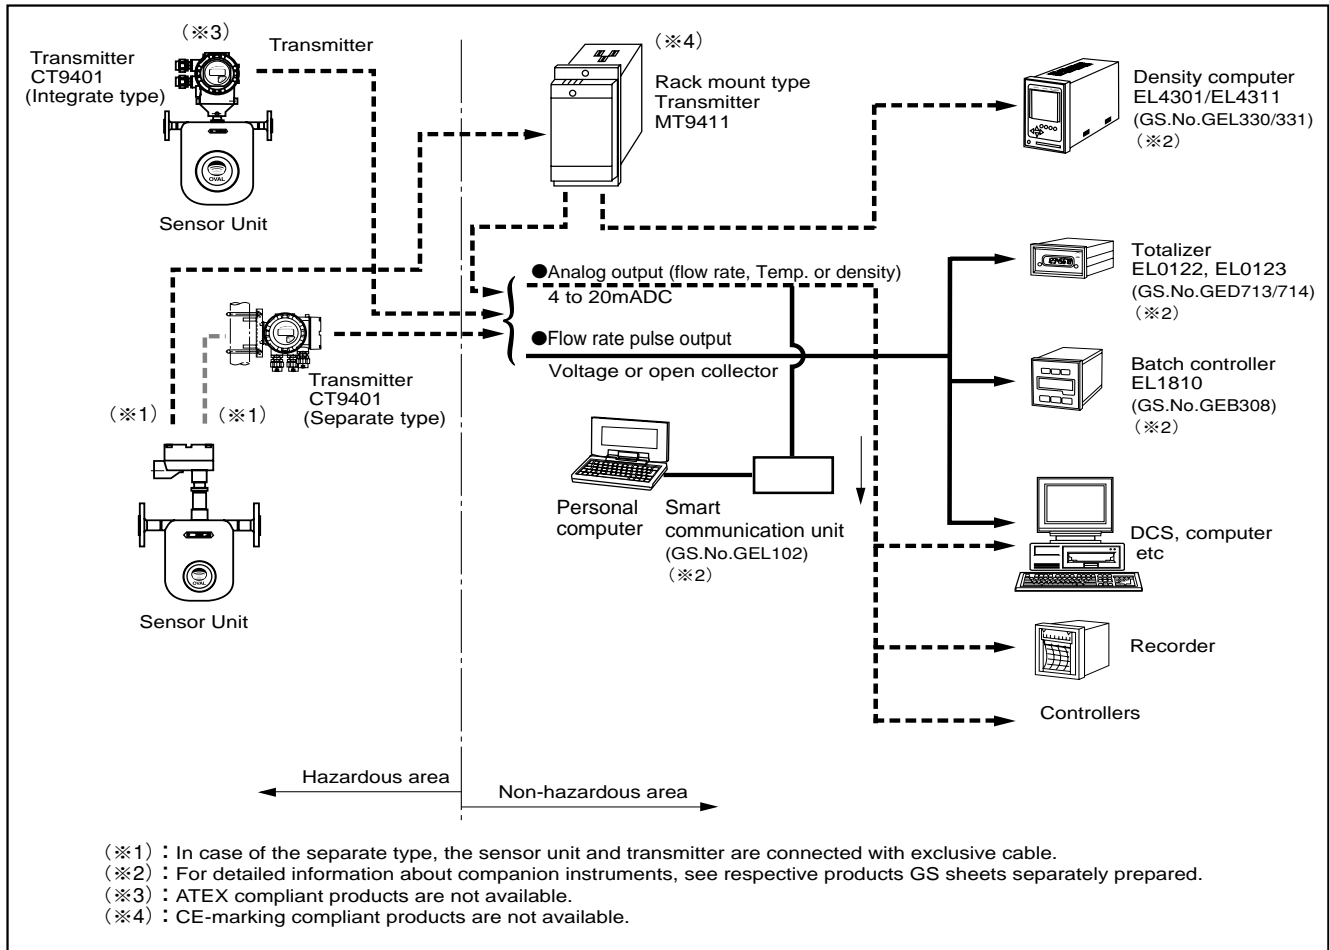 (※3)
Transmitter
CT9401
(Integrate type)
Transmitter
OVAL
Sensor Unit
(※4)
Rack mount type
Transmitter
MT9411
Density computer
EL4301/EL4311
(GS.No.GEL330/331)
(※2)
●Analog output (flow rate, Temp. or density)
4 to 20mADC
●Flow rate pulse output
Voltage or open collector
Totalizer
EL0122, EL0123
(GS.No.GED713/714)
(※2)
Batch controller
EL1810
(GS.No.GEB308)
(※2)
Transmitter
CT9401
(Separate type)
(※1)
(※1)
OVAL
Sensor Unit
Personal
computer
Smart
communication unit
(GS.No.GEL102)
(※2)
DCS, computer
etc
Recorder
Controllers
Hazardous area
Non-hazardous area
(※1) : In case of the separate type, the sensor unit and transmitter are connected with exclusive cable.
(※2) : For detailed information about companion instruments, see respective products GS sheets separately prepared.
(※3) : ATEX compliant products are not available.
(※4) : CE-marking compliant products are not available.